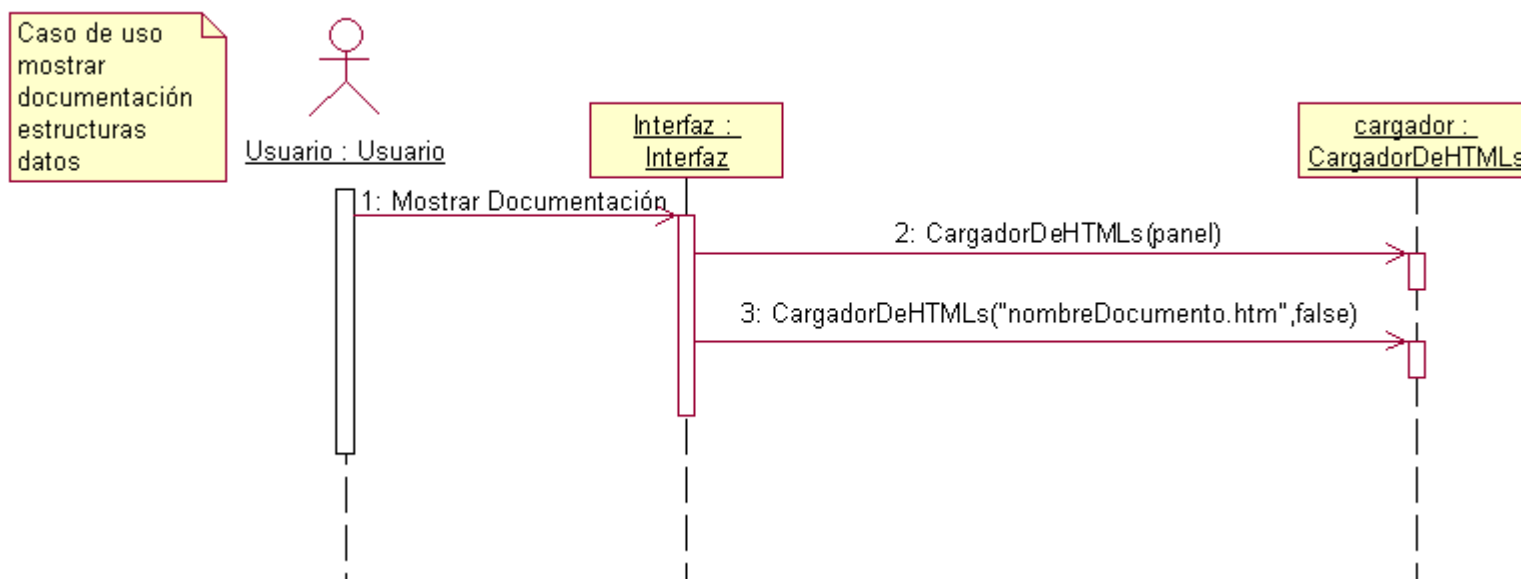 Caso de uso
mostrar
documentación
estructuras
datos
Usuario : Usuario
Interfaz :
Interfaz
cargador :
CargadorDeHTMLs
1: Mostrar Documentación
2: CargadorDeHTMLs(panel)
3: CargadorDeHTMLs("nombreDocumento.htm",false)